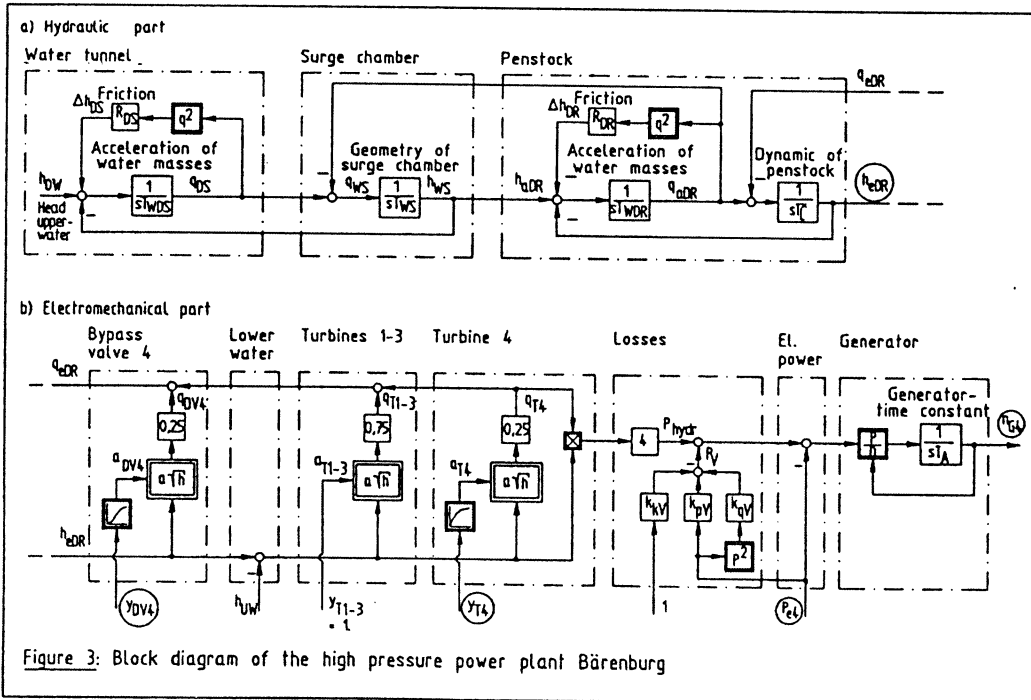 a) Hydraulic part
Water tunnel
Surge chamber
Penstock
Friction
Δh_DS
R_DS
q²
Acceleration of
water masses
h_OW
Head
upper-
water
1
sT_WDS
q_DS
Geometry of
surge chamber
q_WS
1
sT_WS
h_WS
Friction
Δh_DR
R_DR
q²
Acceleration of
water masses
h_aDR
1
sT_WDR
q_aDR
Dynamic of
penstock
q_eDR
h_eDR
b) Electromechanical part
Bypass
valve 4
Lower
water
Turbines 1-3
Turbine 4
Losses
El.
power
Generator
q_eDR
q_DV4
0,25
a_DV4
a√h
h_eDR
y_DV4
h_UW
q_T1-3
0,75
a_T1-3
a√h
y_T1-3
q_T4
0,25
a_T4
a√h
y_T4
4
P_hydr
k_kV
k_pV
k_qV
P²
1
P_e4
Generator-
time constant
1
sT_A
n_G4
Figure 3: Block diagram of the high pressure power plant Bärenburg